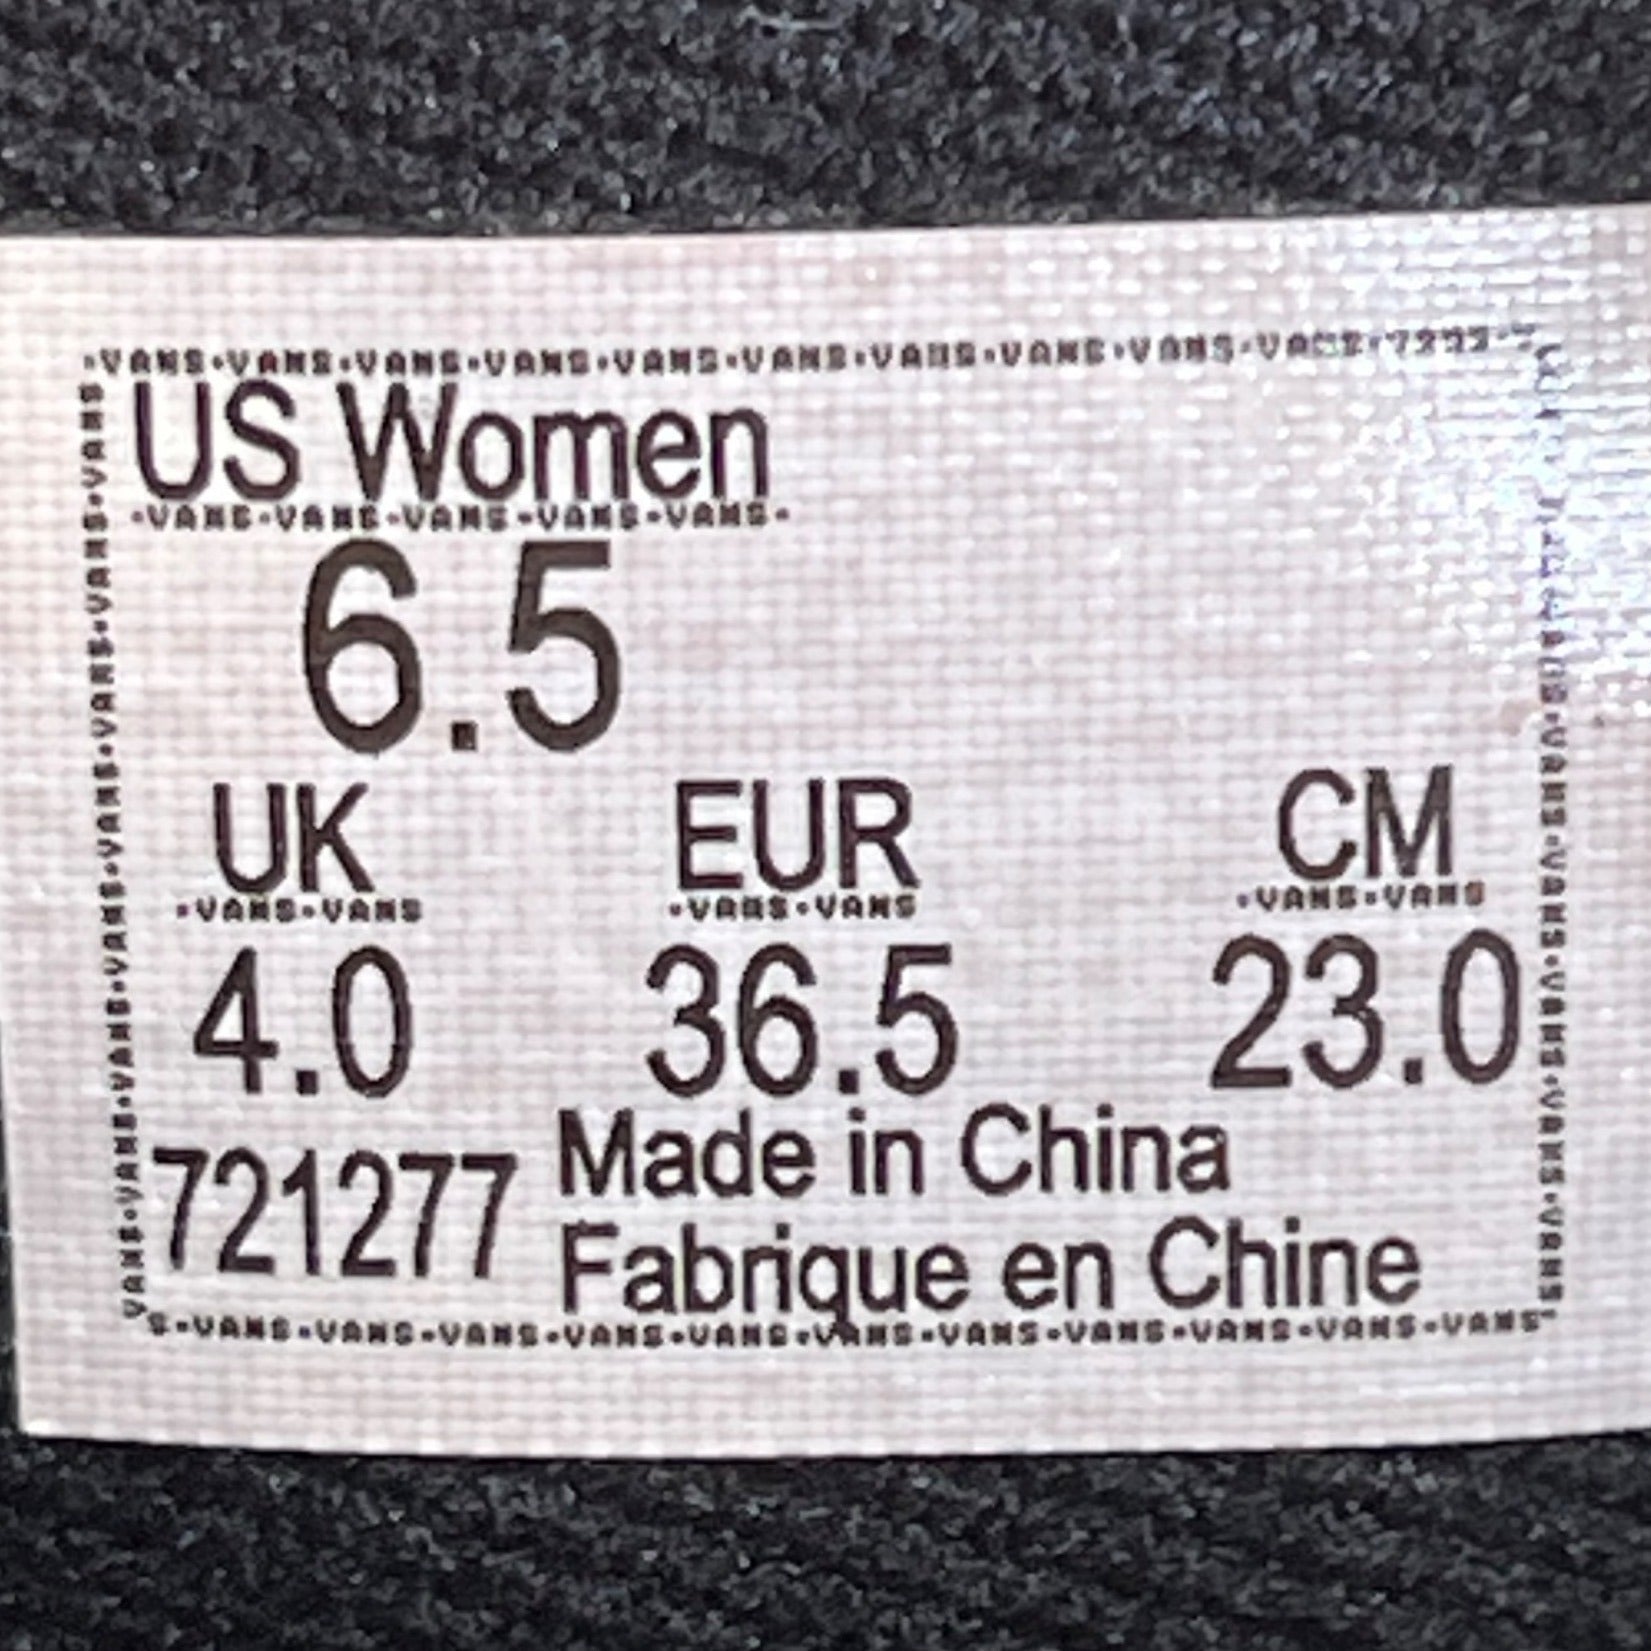 •VANS•VANS•VANS•VANS•VANS•VANS•VANS•VANS•VANS•VANS
US Women
•VANS•VANS•VANS•VANS•VANS•
6.5
UK EUR CM
•VANS•VANS •VANS•VANS •VANS•VANS
4.0 36.5 23.0
721277 Made in China
Fabrique en Chine
S•VANS•VANS•VANS•VANS•VANS•VANS•VANS•VANS•VANS•VANS•VANS